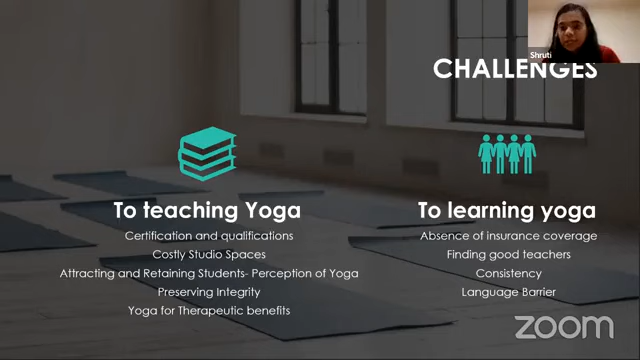 Shruti
CHALLENGES
To teaching Yoga
Certification and qualifications
Costly Studio Spaces
Attracting and Retaining Students- Perception of Yoga
Preserving Integrity
Yoga for Therapeutic benefits
To learning yoga
Absence of insurance coverage
Finding good teachers
Consistency
Language Barrier
zoom